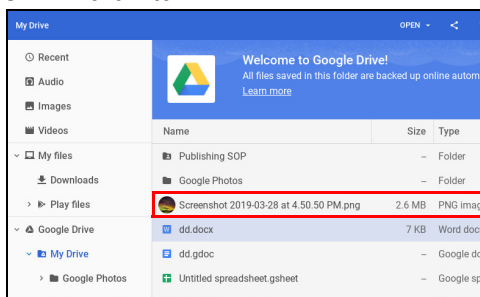 My Drive
OPEN
Recent
Audio
Images
Videos
My files
Downloads
Play files
Google Drive
My Drive
Google Photos
Welcome to Google Drive!
All files saved in this folder are backed up online autom
Learn more
Name Size Type
Publishing SOP – Folder
Google Photos – Folder
Screenshot 2019-03-28 at 4.50.50 PM.png 2.6 MB PNG imag
dd.docx 7 KB Word doc
dd.gdoc – Google do
Untitled spreadsheet.gsheet – Google sp